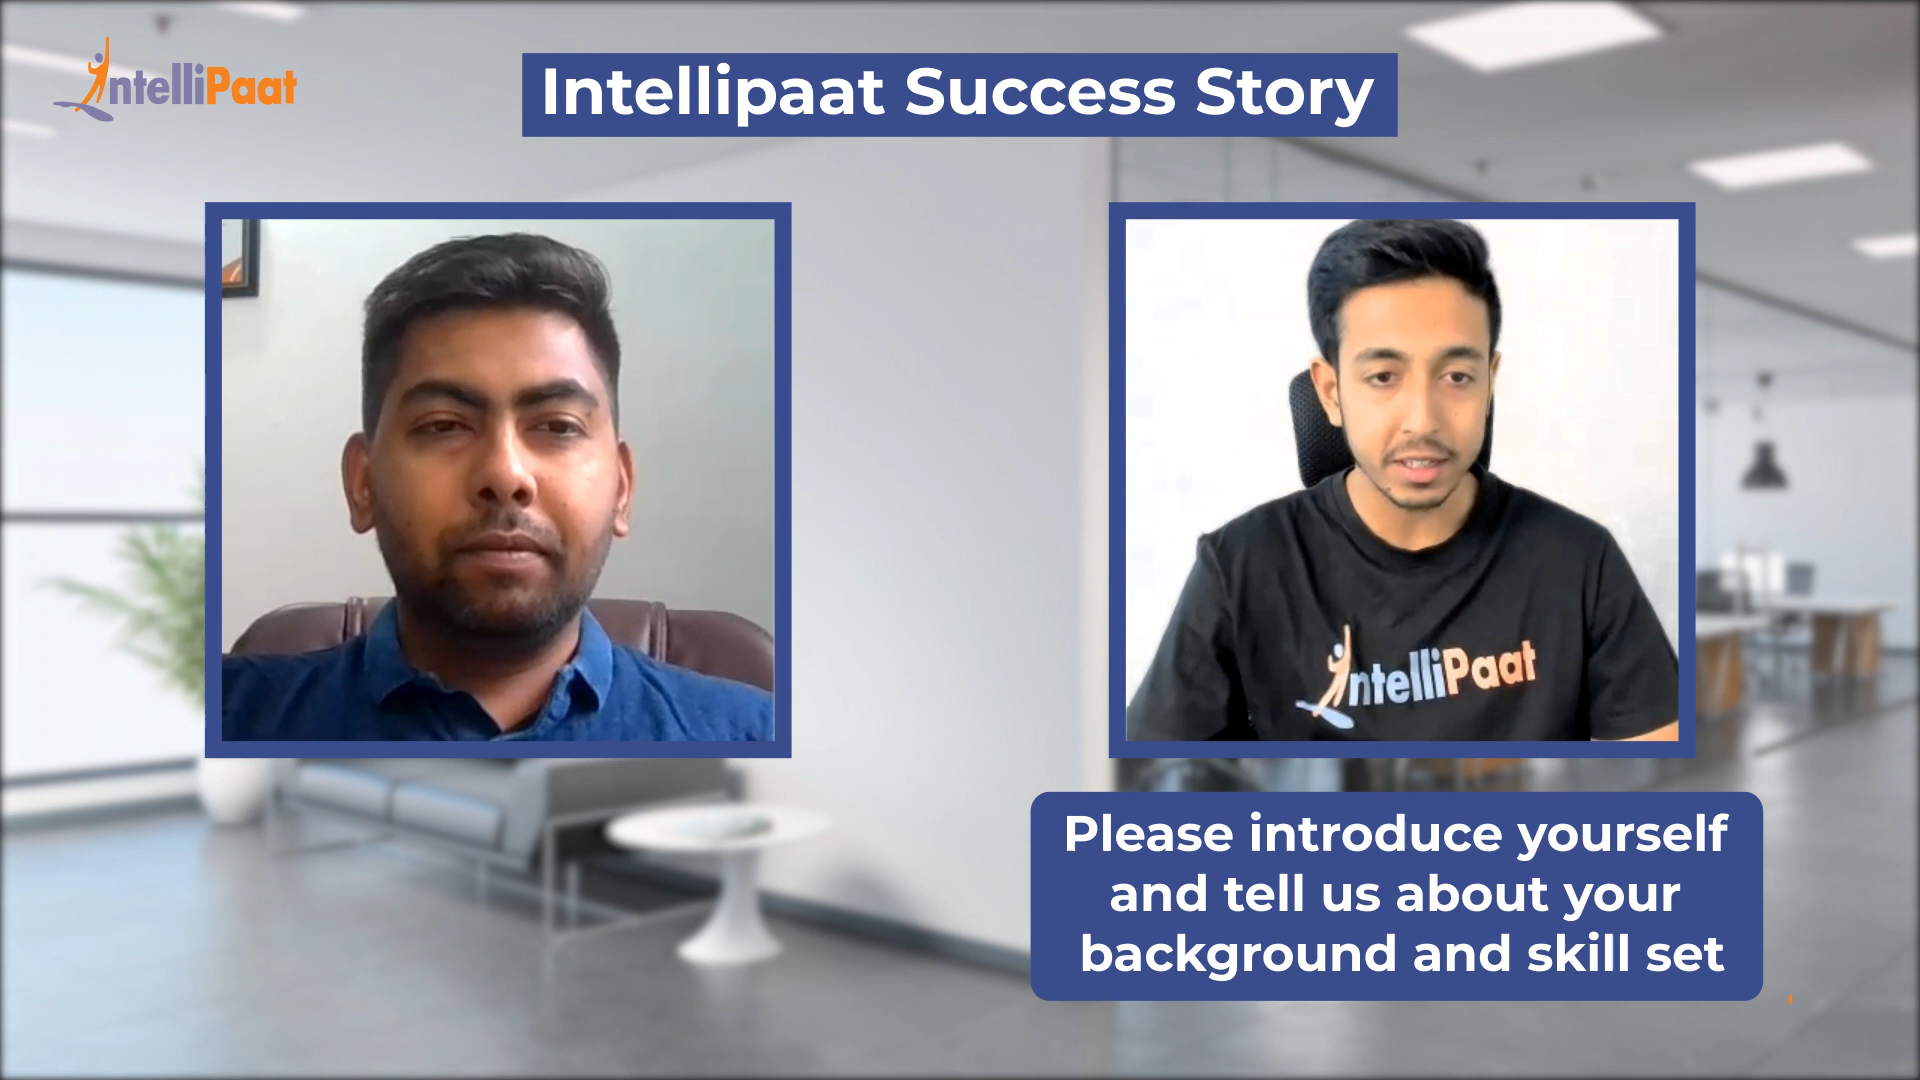 IntelliPaat
Intellipaat Success Story
IntelliPaat
Please introduce yourself
and tell us about your
background and skill set